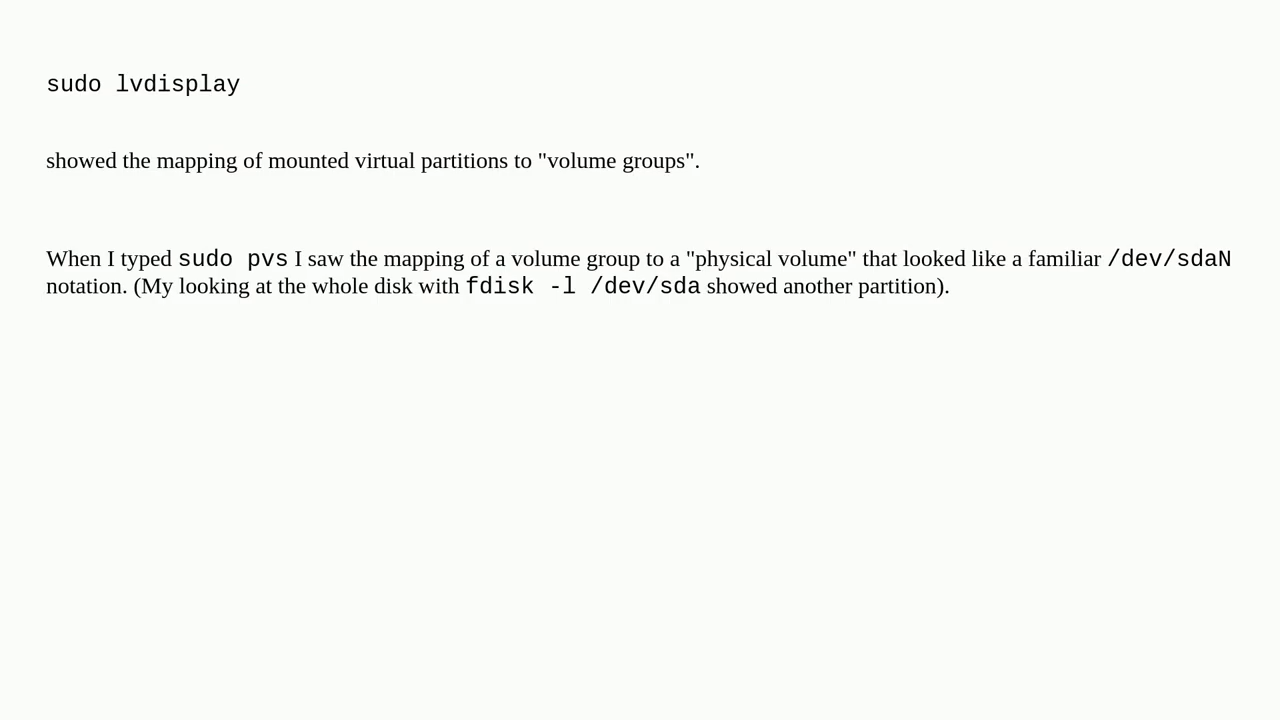 sudo lvdisplay
showed the mapping of mounted virtual partitions to "volume groups".
When I typed sudo pvs I saw the mapping of a volume group to a "physical volume" that looked like a familiar /dev/sdaN
notation. (My looking at the whole disk with fdisk -l /dev/sda showed another partition).